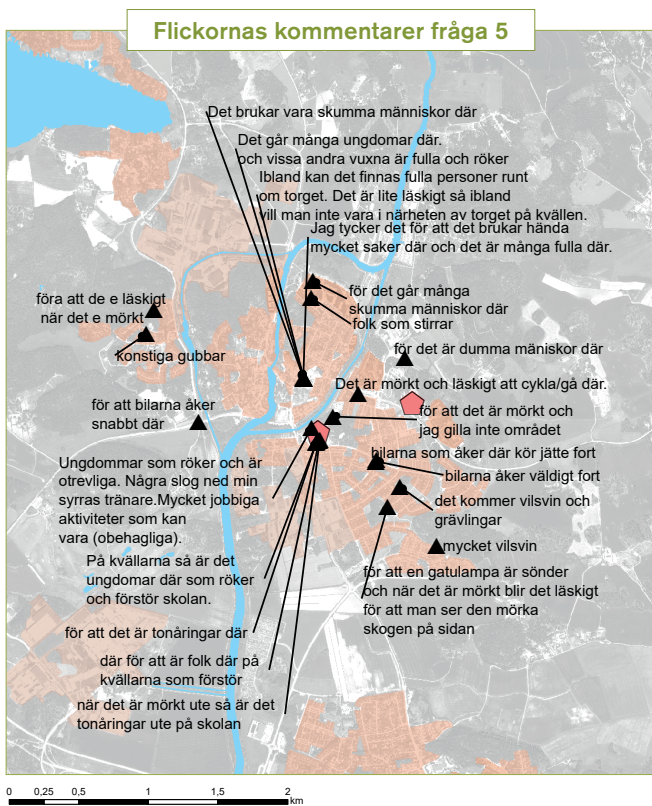 Flickornas kommentarer fråga 5
Det brukar vara skumma människor där
Det går många ungdomar där.
och vissa andra vuxna är fulla och röker
Ibland kan det finnas fulla personer runt
om torget. Det är lite läskigt så ibland
vill man inte vara i närheten av torget på kvällen.
Jag tycker det för att det brukar hända
mycket saker där och det är många fulla där.
föra att de e läskigt
när det e mörkt
för det går många
skumma människor där
folk som stirrar
konstiga gubbar
för det är dumma mäniskor där
Det är mörkt och läskigt att cykla/gå där.
för att bilarna åker
snabbt där
för att det är mörkt och
jag gilla inte området
bilarna som åker där kör jätte fort
bilarna åker väldigt fort
Ungdommar som röker och är
otrevliga. Några slog ned min
syrras tränare.Mycket jobbiga
aktiviteter som kan
vara (obehagliga).
det kommer vilsvin och
grävlingar
mycket vilsvin
På kvällarna så är det
ungdomar där som röker
och förstör skolan.
för att en gatulampa är sönder
och när det är mörkt blir det läskigt
för att man ser den mörka
skogen på sidan
för att det är tonåringar där
där för att är folk där på
kvällarna som förstör
när det är mörkt ute så är det
tonåringar ute på skolan
0 0,25 0,5 1 1,5 2
km